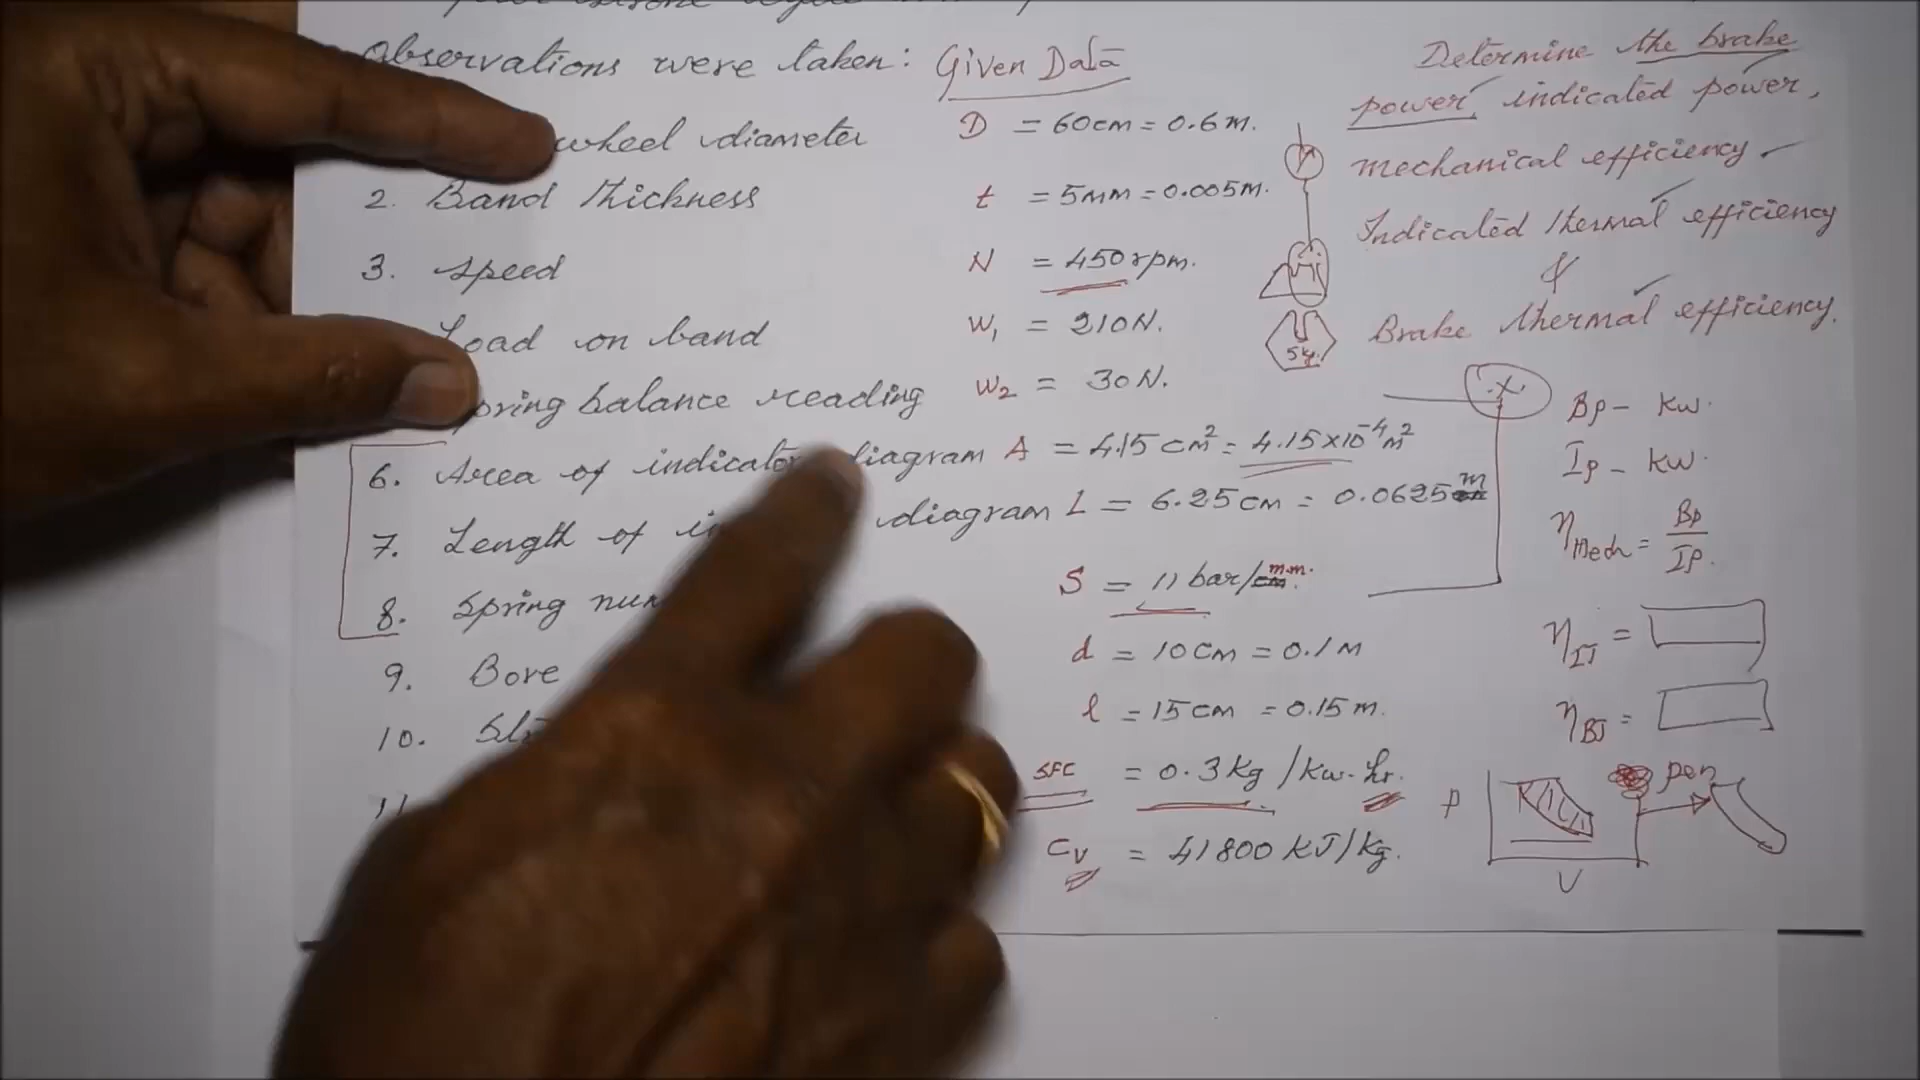 Observations were taken: Given Data
wheel diameter D = 60cm = 0.6m.
2. Band Thickness t = 5mm = 0.005m.
3. Speed N = 450 rpm.
Load on band W1 = 210N.
Spring balance reading W2 = 30N.
6. Area of indicator diagram A = 4.15 cm² = 4.15×10⁻⁴ m²
7. Length of diagram L = 6.25cm = 0.0625 m
8. Spring S = 11 bar/m.m.
9. Bore d = 10cm = 0.1m
10. l = 15cm = 0.15m.
11 SFC = 0.3 Kg/Kw-hr.
Cv = 41800 KJ/Kg.
Determine the brake
power, indicated power,
mechanical efficiency
Indicated thermal efficiency
&
Brake thermal efficiency.
Bp - Kw.
Ip - Kw.
ηMech = Bp/Ip.
ηIT =
ηBT =
pen
P
V